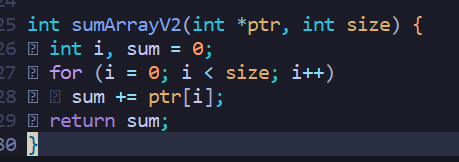 25 int sumArrayV2(int *ptr, int size) {
26 int i, sum = 0;
27 for (i = 0; i < size; i++)
28 sum += ptr[i];
29 return sum;
30 }